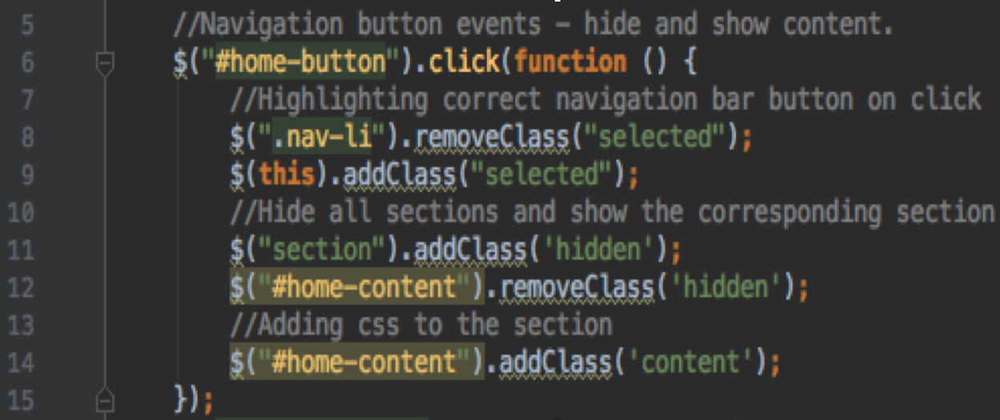 5 //Navigation button events – hide and show content.
6 $("#home-button").click(function () {
7 //Highlighting correct navigation bar button on click
8 $(".nav-li").removeClass("selected");
9 $(this).addClass("selected");
10 //Hide all sections and show the corresponding section
11 $("section").addClass('hidden');
12 $("#home-content").removeClass('hidden');
13 //Adding css to the section
14 $("#home-content").addClass('content');
15 });